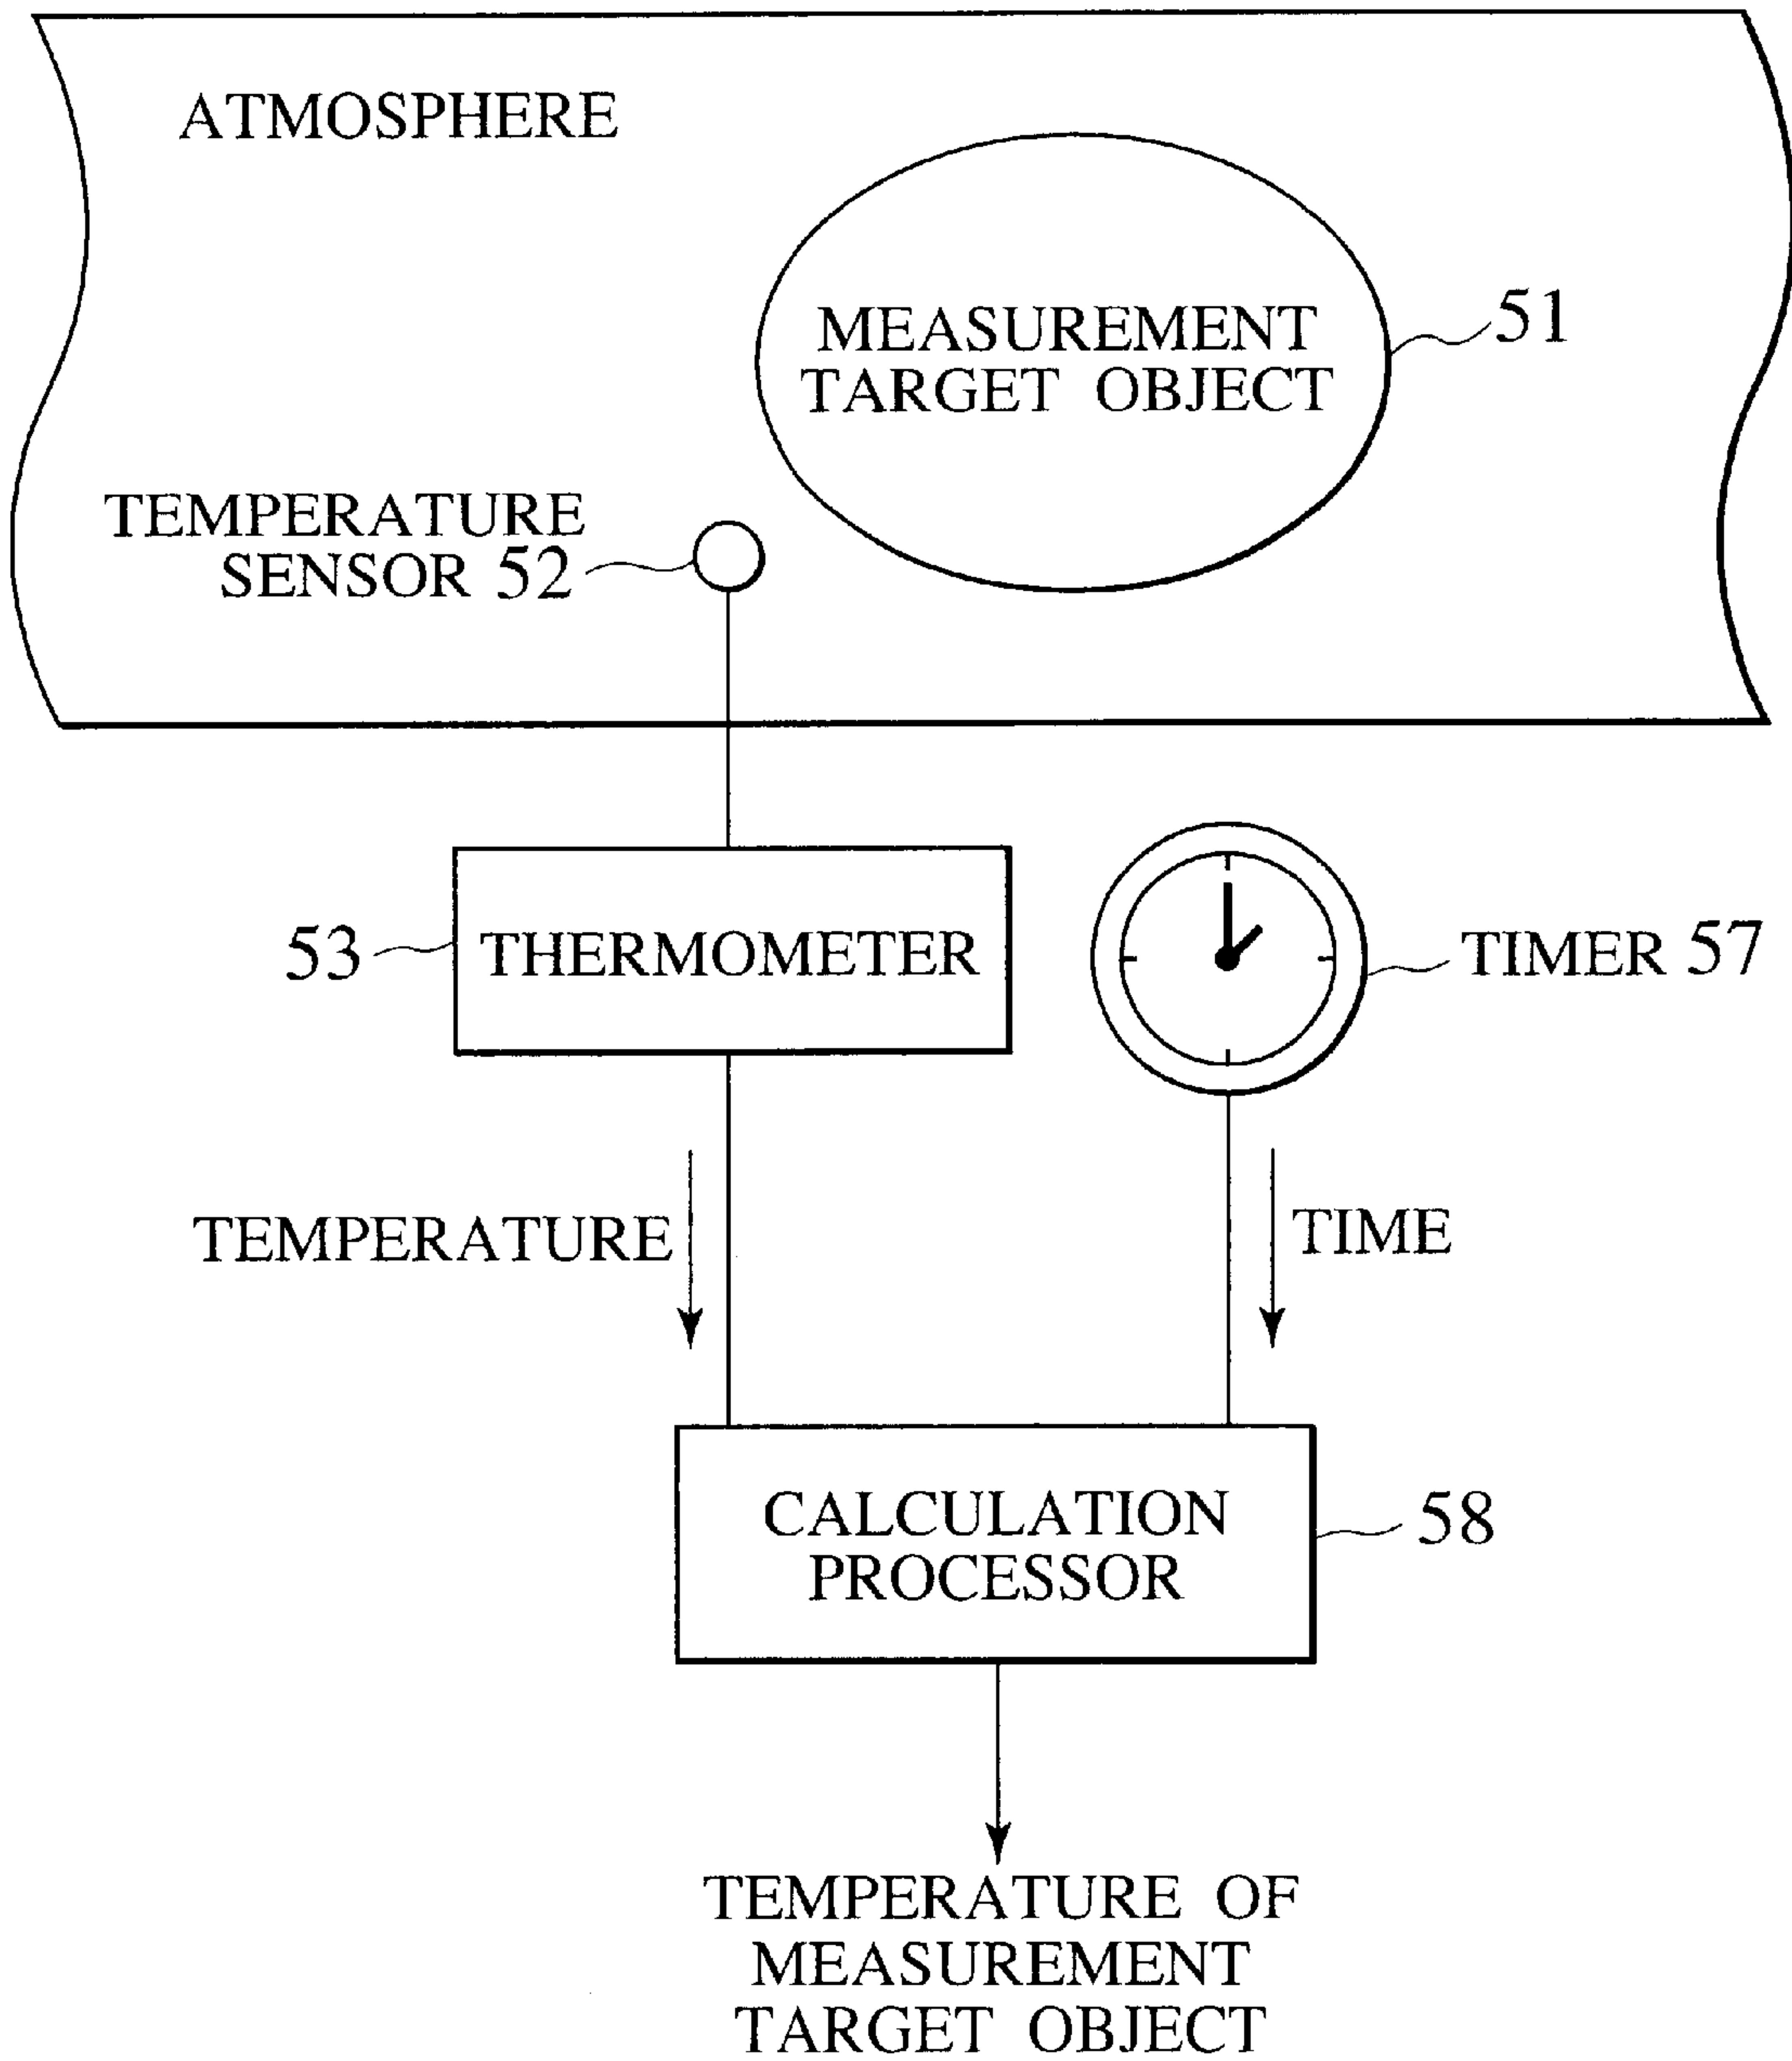 ATMOSPHERE
MEASUREMENT
TARGET OBJECT
51
TEMPERATURE
SENSOR 52
53
THERMOMETER
TIMER 57
TEMPERATURE
TIME
CALCULATION
PROCESSOR
58
TEMPERATURE OF
MEASUREMENT
TARGET OBJECT